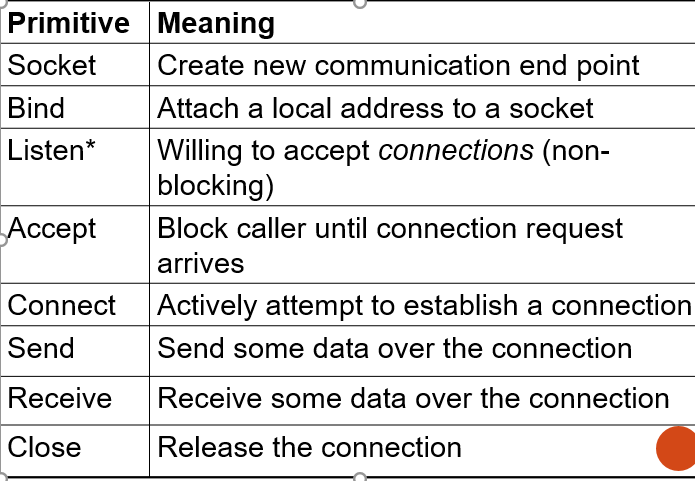 Primitive Meaning
Socket Create new communication end point
Bind Attach a local address to a socket
Listen* Willing to accept connections (non-
blocking)
Accept Block caller until connection request
arrives
Connect Actively attempt to establish a connection
Send Send some data over the connection
Receive Receive some data over the connection
Close Release the connection